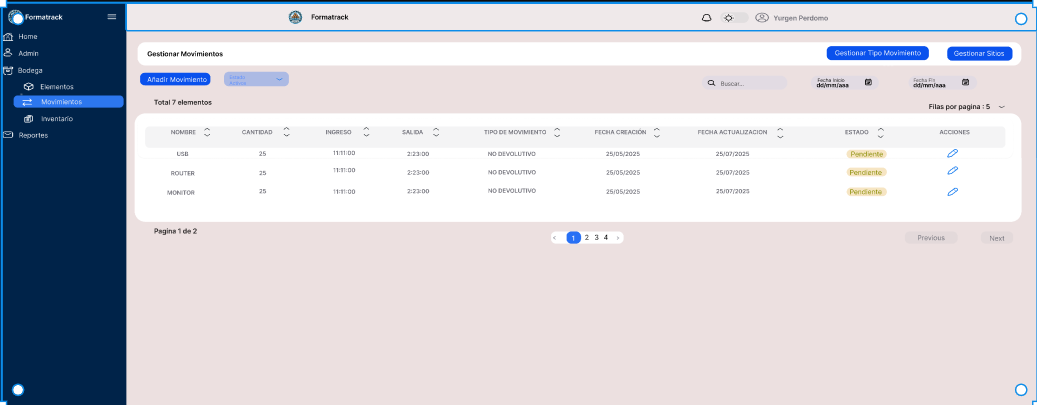 Formatrack
Home
Admin
Bodega
Elementos
Movimientos
Inventario
Reportes
Formatrack
Yurgen Perdomo
Gestionar Movimientos
Gestionar Tipo Movimiento
Gestionar Sitios
Añadir Movimiento
Estado
Activo
Buscar...
Fecha Inicio
dd/mm/aaa
Fecha Fin
dd/mm/aaa
Total 7 elementos
Filas por pagina : 5
NOMBRE CANTIDAD INGRESO SALIDA TIPO DE MOVIMIENTO FECHA CREACIÓN FECHA ACTUALIZACION ESTADO ACCIONES
USB 25 11:11:00 2:23:00 NO DEVOLUTIVO 25/05/2025 25/07/2025 Pendiente
ROUTER 25 11:11:00 2:23:00 NO DEVOLUTIVO 25/05/2025 25/07/2025 Pendiente
MONITOR 25 11:11:00 2:23:00 NO DEVOLUTIVO 25/05/2025 25/07/2025 Pendiente
Pagina 1 de 2
‹ 1 2 3 4 ›
Previous
Next